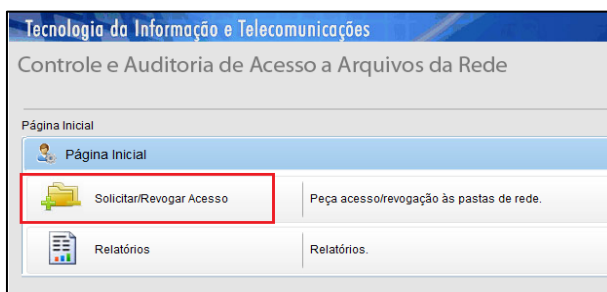 Tecnologia da Informação e Telecomunicações
Controle e Auditoria de Acesso a Arquivos da Rede
Página Inicial
Página Inicial
Solicitar/Revogar Acesso Peça acesso/revogação às pastas de rede.
Relatórios Relatórios.